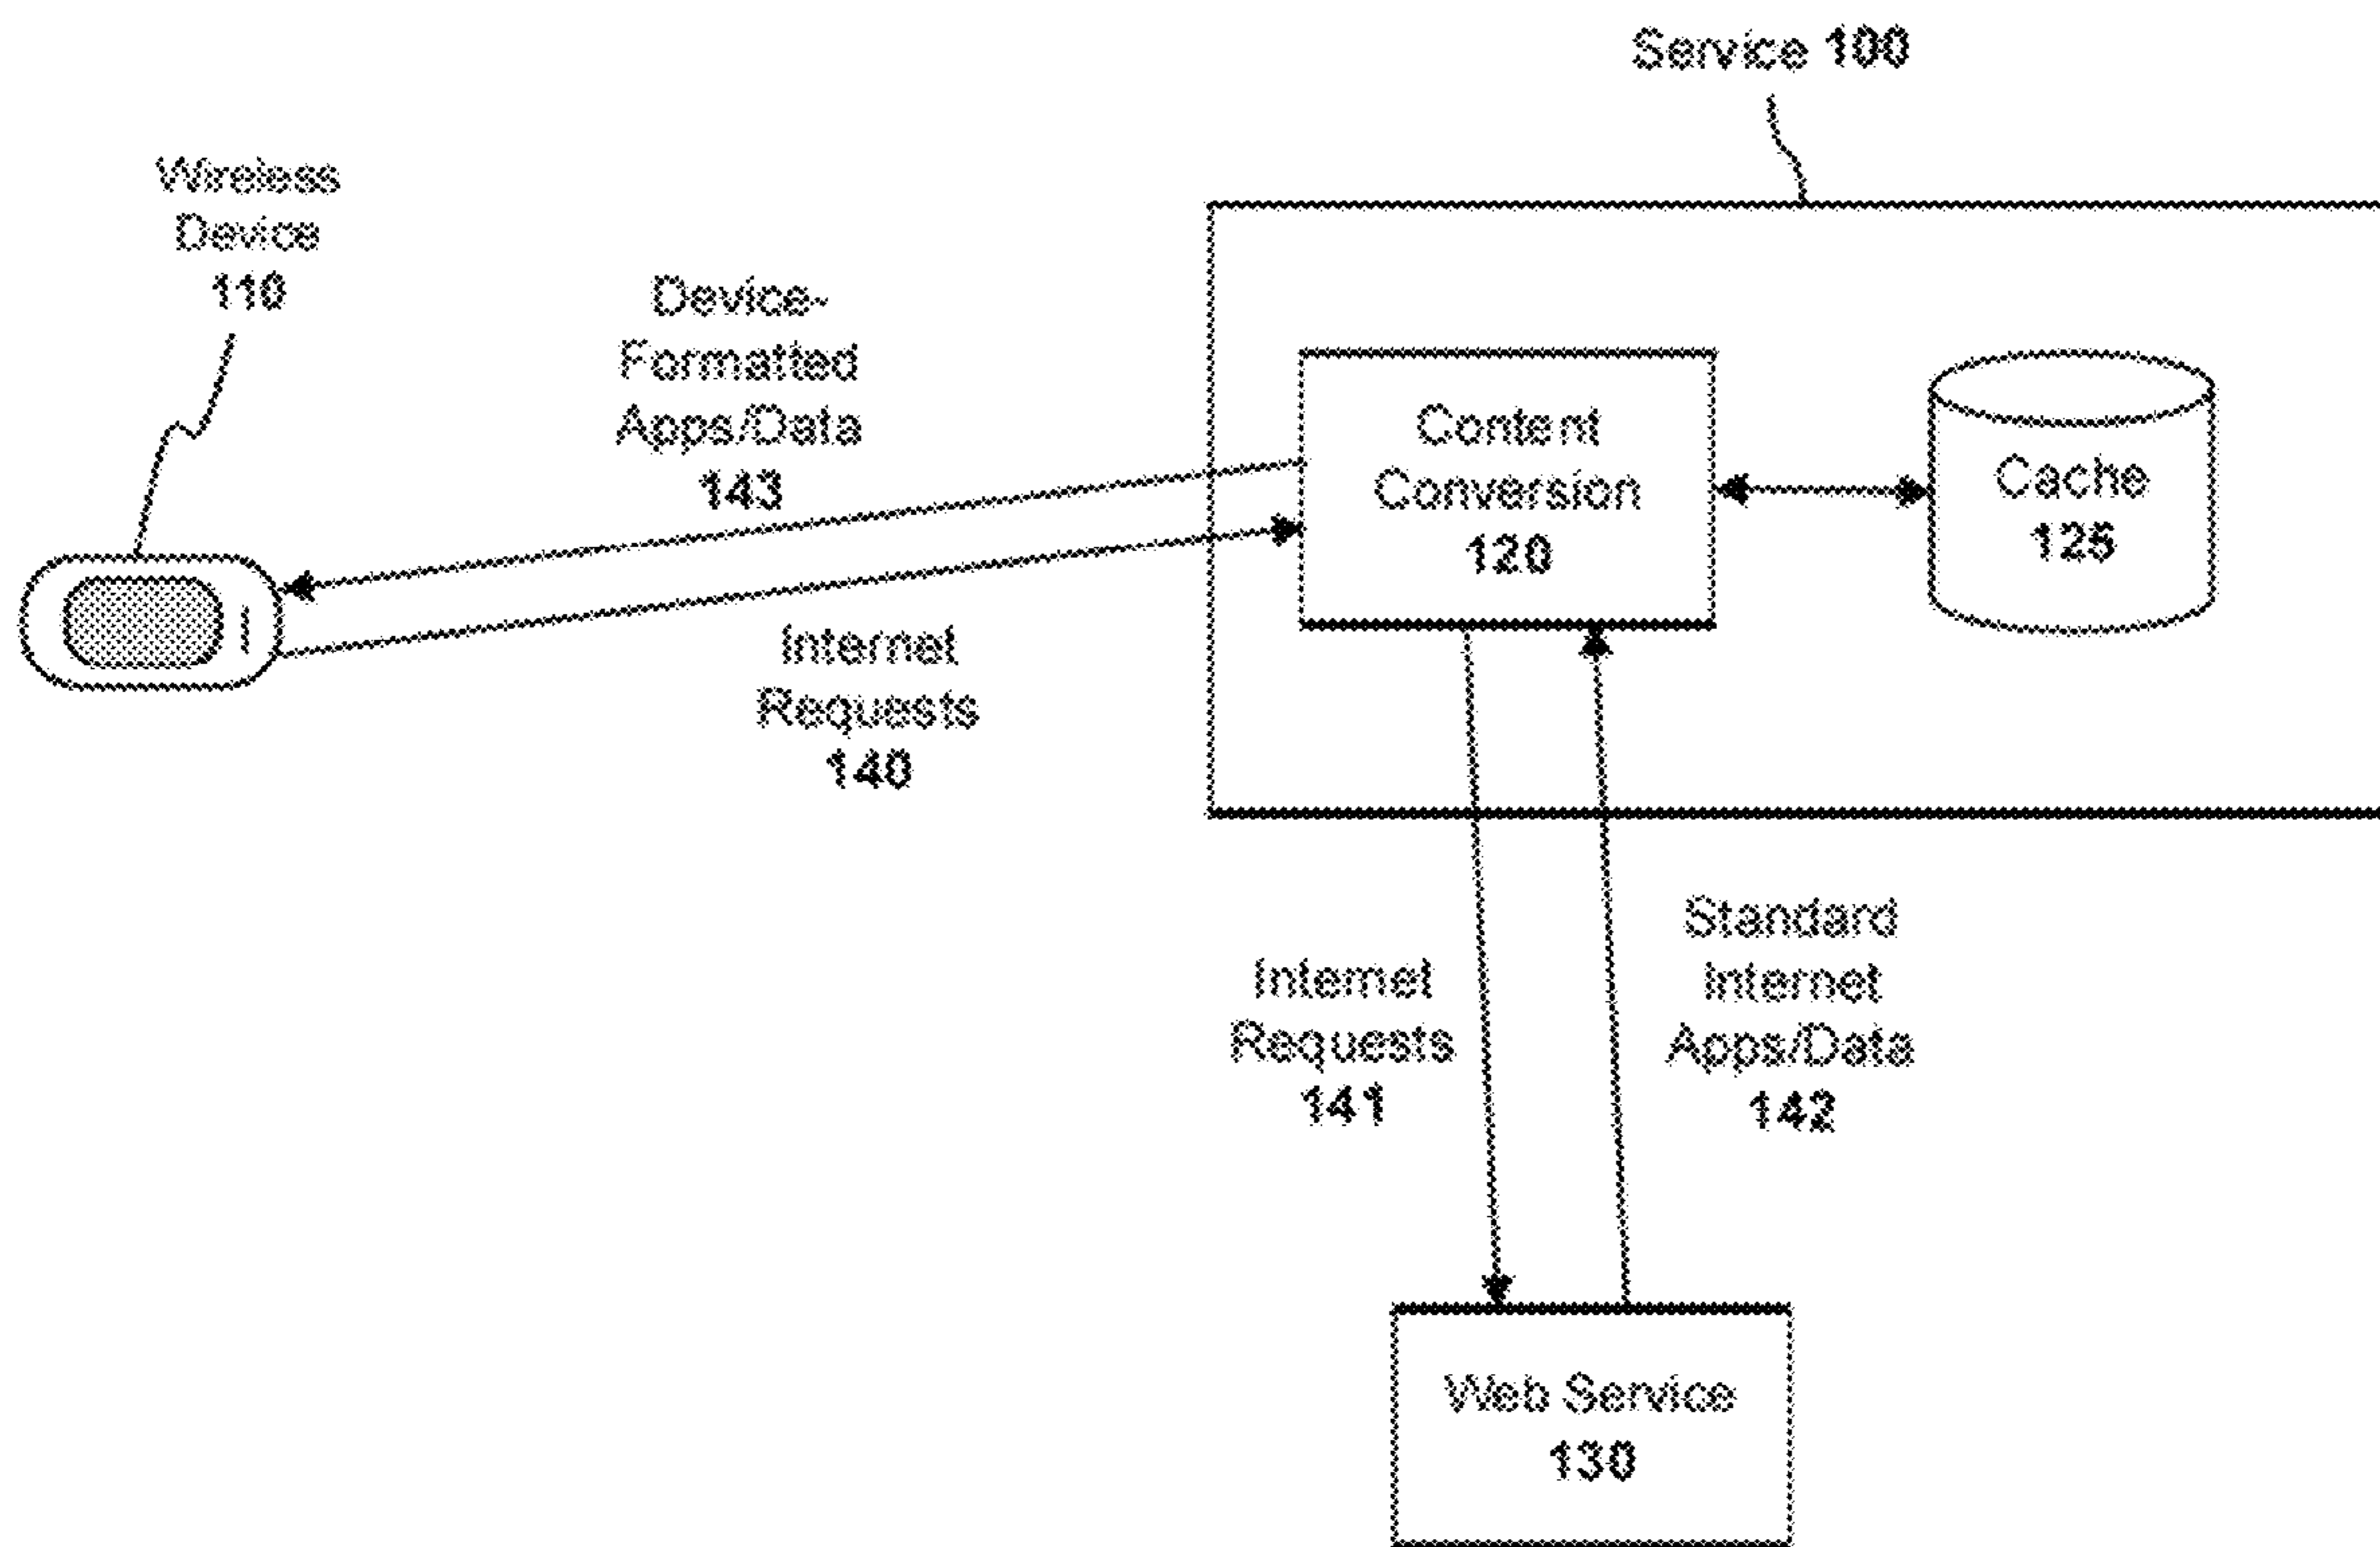 Service 100
Wireless
Device
110
Device-
Formatted
Apps/Data
143
Content
Conversion
120
Cache
125
Internet
Requests
140
Internet
Requests
141
Standard
Internet
Apps/Data
142
Web Service
130